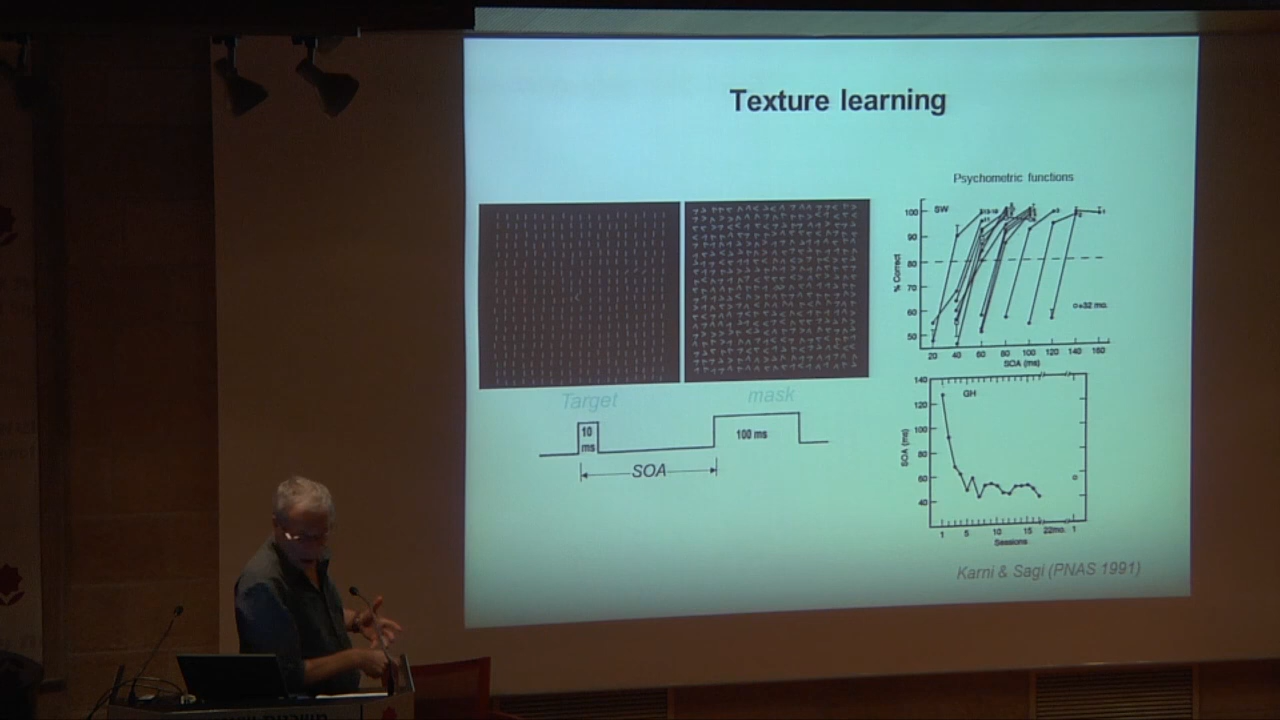 Texture learning
Psychometric functions
SW
% Correct
100
90
80
70
60
50
o+32 mo.
20 40 60 80 100 120 140 160
SOA (ms)
Target
mask
10
ms
100 ms
SOA
GH
SOA (ms)
140
120
100
80
60
40
1 5 10 15 22mo. 1
Sessions
Karni & Sagi (PNAS 1991)